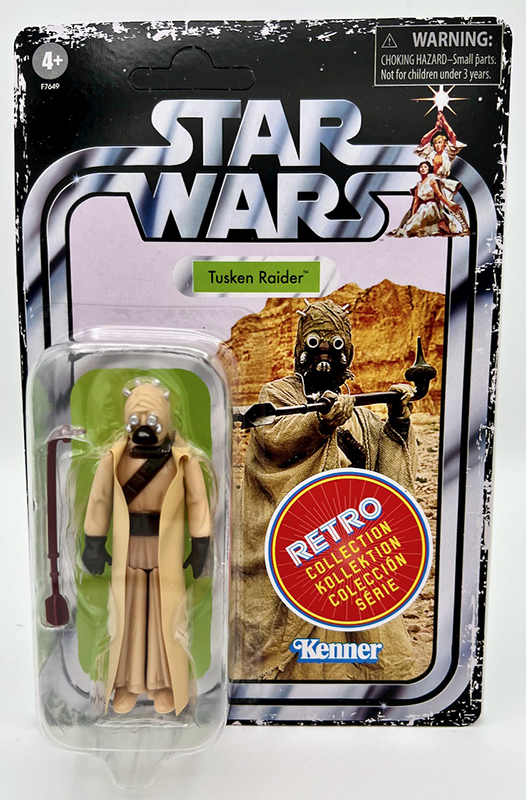 4+
F7649
⚠ WARNING:
CHOKING HAZARD–Small parts.
Not for children under 3 years.
STAR
WARS
Tusken Raider™
RETRO
COLLECTION
KOLLEKTION
COLECCIÓN
SÉRIE
Kenner